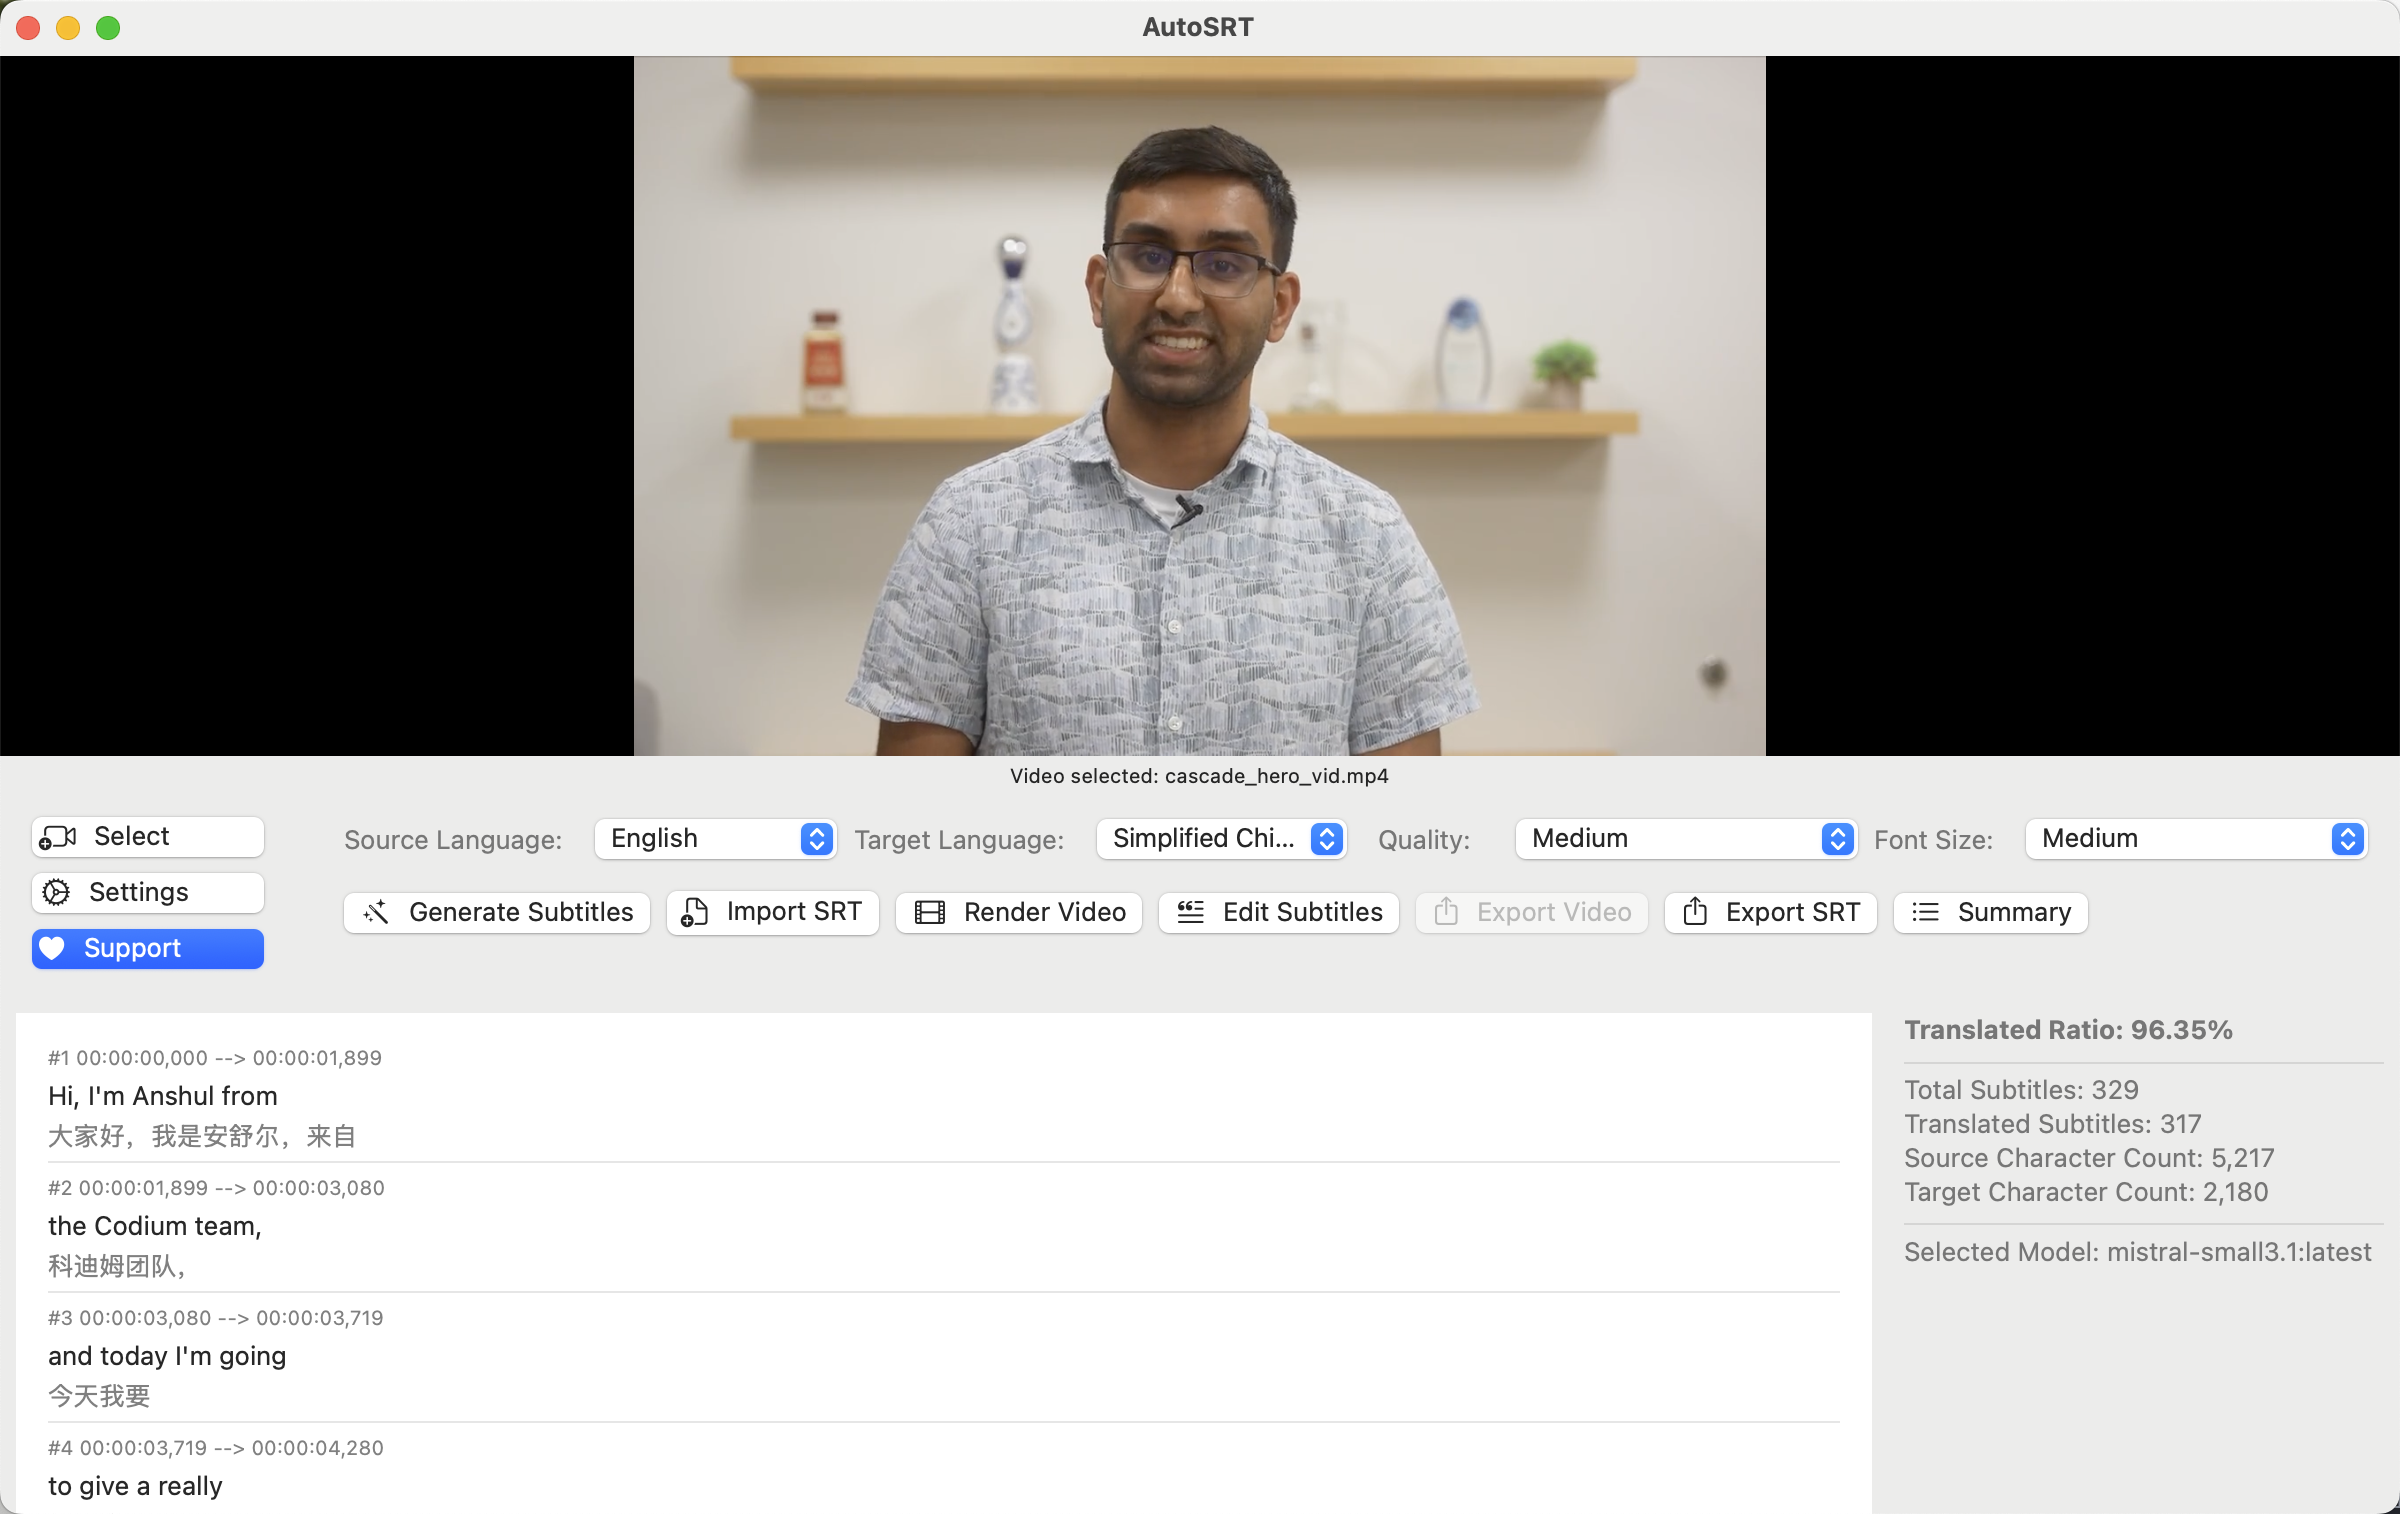 AutoSRT
Video selected: cascade_hero_vid.mp4
Select
Source Language: English Target Language: Simplified Chi... Quality: Medium Font Size: Medium
Settings
Generate Subtitles Import SRT Render Video Edit Subtitles Export Video Export SRT Summary
Support
#1 00:00:00,000 --> 00:00:01,899
Hi, I'm Anshul from
大家好，我是安舒尔，来自
#2 00:00:01,899 --> 00:00:03,080
the Codium team,
科迪姆团队，
#3 00:00:03,080 --> 00:00:03,719
and today I'm going
今天我要
#4 00:00:03,719 --> 00:00:04,280
to give a really
Translated Ratio: 96.35%
Total Subtitles: 329
Translated Subtitles: 317
Source Character Count: 5,217
Target Character Count: 2,180
Selected Model: mistral-small3.1:latest